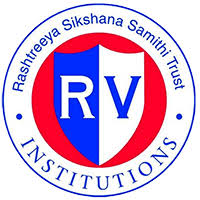 Rashtreeya Sikshana Samithi Trust
RV
• INSTITUTIONS •